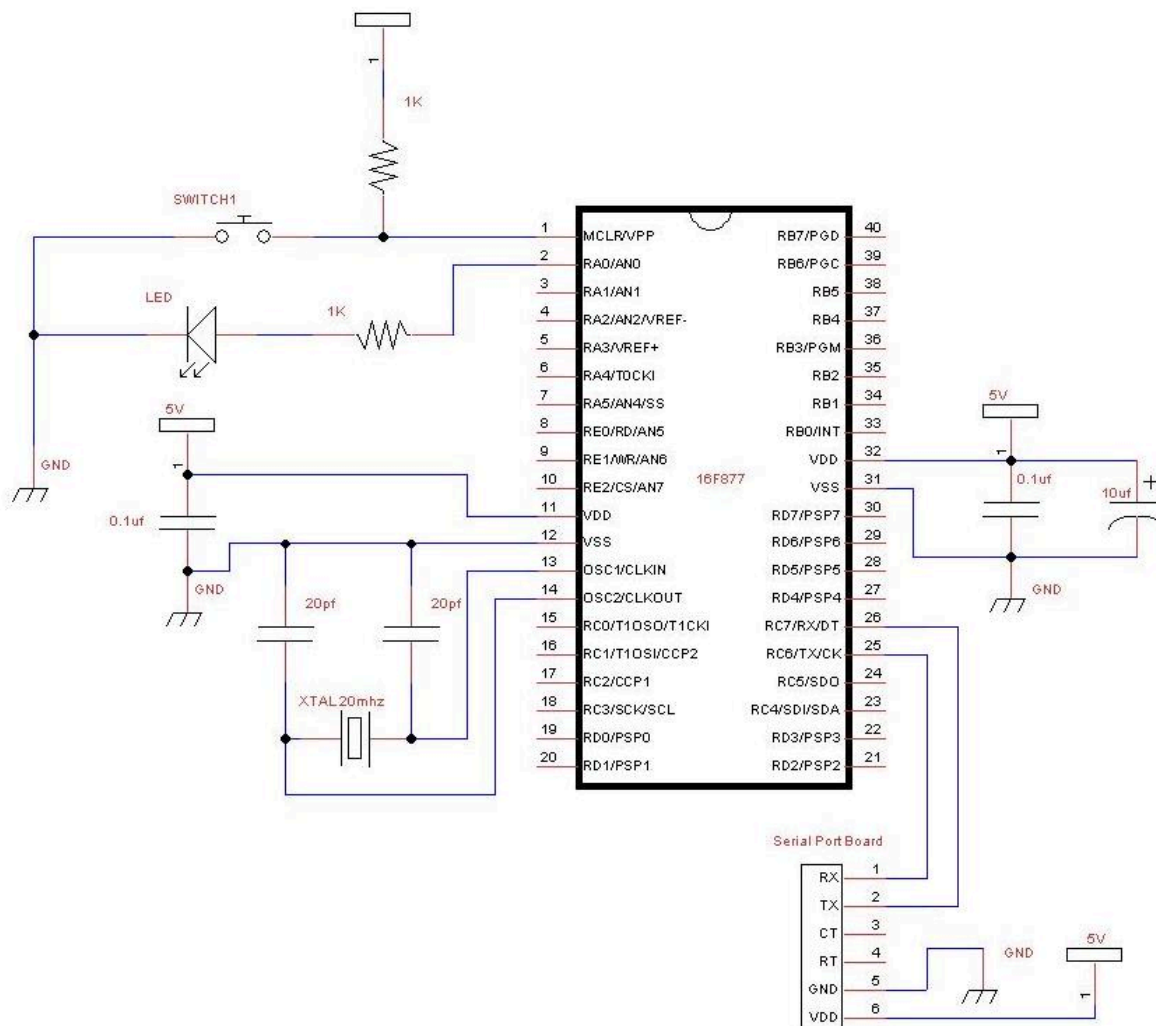 1
1K
SWITCH1
LED
1K
5V
1
GND
0.1uf
GND
20pf
20pf
XTAL20mhz
16F877
1 MCLR/VPP
2 RA0/AN0
3 RA1/AN1
4 RA2/AN2/VREF-
5 RA3/VREF+
6 RA4/T0CKI
7 RA5/AN4/SS
8 RE0/RD/AN5
9 RE1/WR/AN6
10 RE2/CS/AN7
11 VDD
12 VSS
13 OSC1/CLKIN
14 OSC2/CLKOUT
15 RC0/T1OSO/T1CKI
16 RC1/T1OSI/CCP2
17 RC2/CCP1
18 RC3/SCK/SCL
19 RD0/PSP0
20 RD1/PSP1
RB7/PGD 40
RB6/PGC 39
RB5 38
RB4 37
RB3/PGM 36
RB2 35
RB1 34
RB0/INT 33
VDD 32
VSS 31
RD7/PSP7 30
RD6/PSP6 29
RD5/PSP5 28
RD4/PSP4 27
RC7/RX/DT 26
RC6/TX/CK 25
RC5/SDO 24
RC4/SDI/SDA 23
RD3/PSP3 22
RD2/PSP2 21
5V
1
0.1uf
10uf
+
GND
Serial Port Board
RX 1
TX 2
CT 3
RT 4
GND 5
VDD 6
GND
5V
1